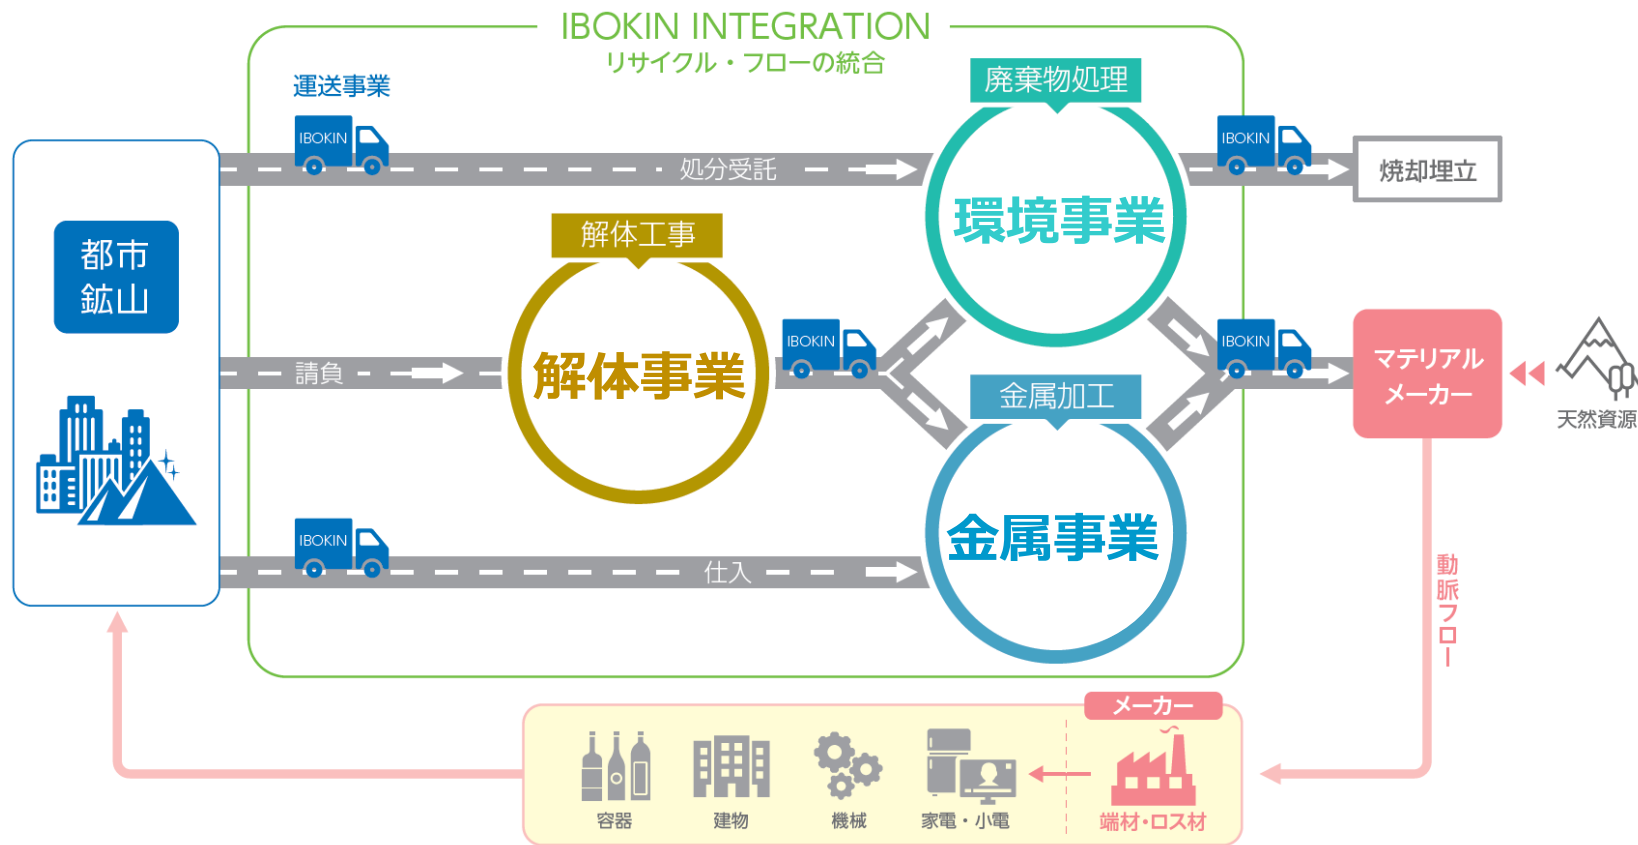 IBOKIN INTEGRATION
リサイクル・フローの統合
運送事業
廃棄物処理
IBOKIN
IBOKIN
処分受託
焼却埋立
環境事業
都市
鉱山
解体工事
解体事業
請負
IBOKIN
IBOKIN
マテリアル
メーカー
天然資源
金属加工
金属事業
IBOKIN
仕入
動脈フロー
メーカー
容器
建物
機械
家電・小電
端材・ロス材